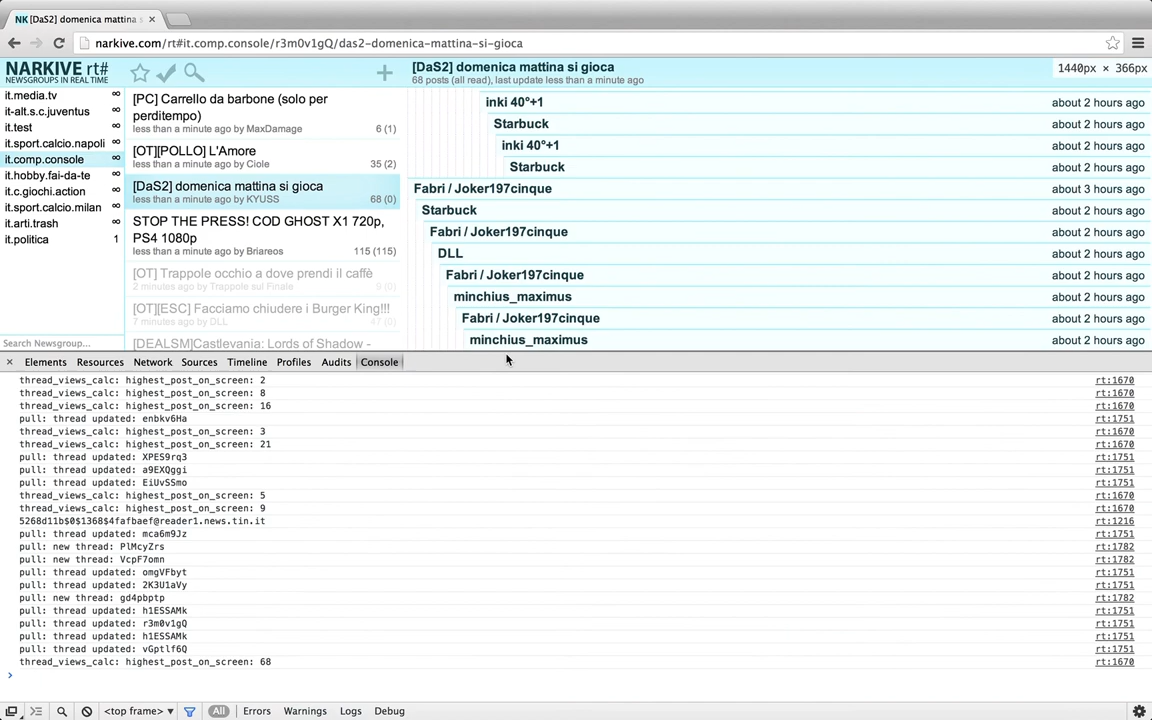 NK [DaS2] domenica mattina s
narkive.com/rt#it.comp.console/r3m0v1gQ/das2-domenica-mattina-si-gioca
NARKIVE rt#
NEWSGROUPS IN REAL TIME
[DaS2] domenica mattina si gioca
68 posts (all read), last update less than a minute ago
1440px × 366px
it.media.tv ∞
it-alt.s.c.juventus ∞
it.test ∞
it.sport.calcio.napoli ∞
it.comp.console ∞
it.hobby.fai-da-te ∞
it.c.giochi.action ∞
it.sport.calcio.milan ∞
it.arti.trash ∞
it.politica 1
Search Newsgroup...
[PC] Carrello da barbone (solo per
perditempo)
less than a minute ago by MaxDamage 6 (1)
[OT][POLLO] L'Amore
less than a minute ago by Ciole 35 (2)
[DaS2] domenica mattina si gioca
less than a minute ago by KYUSS 68 (0)
STOP THE PRESS! COD GHOST X1 720p,
PS4 1080p
less than a minute ago by Briareos 115 (115)
[OT] Trappole occhio a dove prendi il caffè
2 minutes ago by Trappole sul Finale 9 (0)
[OT][ESC] Facciamo chiudere i Burger King!!!
7 minutes ago by DLL 47 (0)
[DEALSM]Castlevania: Lords of Shadow -
inki 40°+1 about 2 hours ago
Starbuck about 2 hours ago
inki 40°+1 about 2 hours ago
Starbuck about 2 hours ago
Fabri / Joker197cinque about 3 hours ago
Starbuck about 2 hours ago
Fabri / Joker197cinque about 2 hours ago
DLL about 2 hours ago
Fabri / Joker197cinque about 2 hours ago
minchius_maximus about 2 hours ago
Fabri / Joker197cinque about 2 hours ago
minchius_maximus about 2 hours ago
Elements Resources Network Sources Timeline Profiles Audits Console
thread_views_calc: highest_post_on_screen: 2 rt:1670
thread_views_calc: highest_post_on_screen: 8 rt:1670
thread_views_calc: highest_post_on_screen: 16 rt:1670
pull: thread updated: enbkv6Ha rt:1751
thread_views_calc: highest_post_on_screen: 3 rt:1670
thread_views_calc: highest_post_on_screen: 21 rt:1670
pull: thread updated: XPES9rq3 rt:1751
pull: thread updated: a9EXQggi rt:1751
pull: thread updated: EiUvSSmo rt:1751
thread_views_calc: highest_post_on_screen: 5 rt:1670
thread_views_calc: highest_post_on_screen: 9 rt:1670
5268d11b$0$1368$4fafbaef@reader1.news.tin.it rt:1216
pull: thread updated: mca6m9Jz rt:1751
pull: new thread: PlMcyZrs rt:1782
pull: new thread: VcpF7omn rt:1782
pull: thread updated: omgVFbyt rt:1751
pull: thread updated: 2K3U1aVy rt:1751
pull: new thread: gd4pbptp rt:1782
pull: thread updated: h1ESSAMk rt:1751
pull: thread updated: r3m0v1gQ rt:1751
pull: thread updated: h1ESSAMk rt:1751
pull: thread updated: vGptlf6Q rt:1751
thread_views_calc: highest_post_on_screen: 68 rt:1670
<top frame> All Errors Warnings Logs Debug